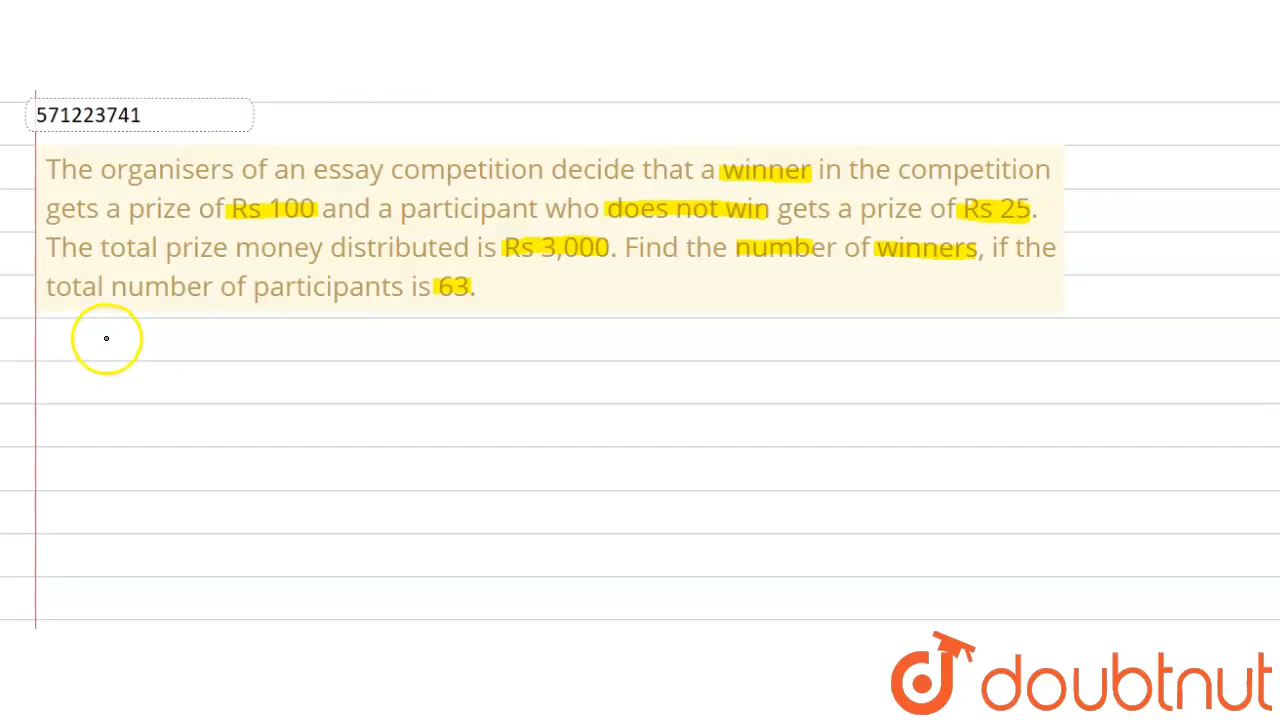 571223741
The organisers of an essay competition decide that a winner in the competition
gets a prize of Rs 100 and a participant who does not win gets a prize of Rs 25.
The total prize money distributed is Rs 3,000. Find the number of winners, if the
total number of participants is 63.
doubtnut